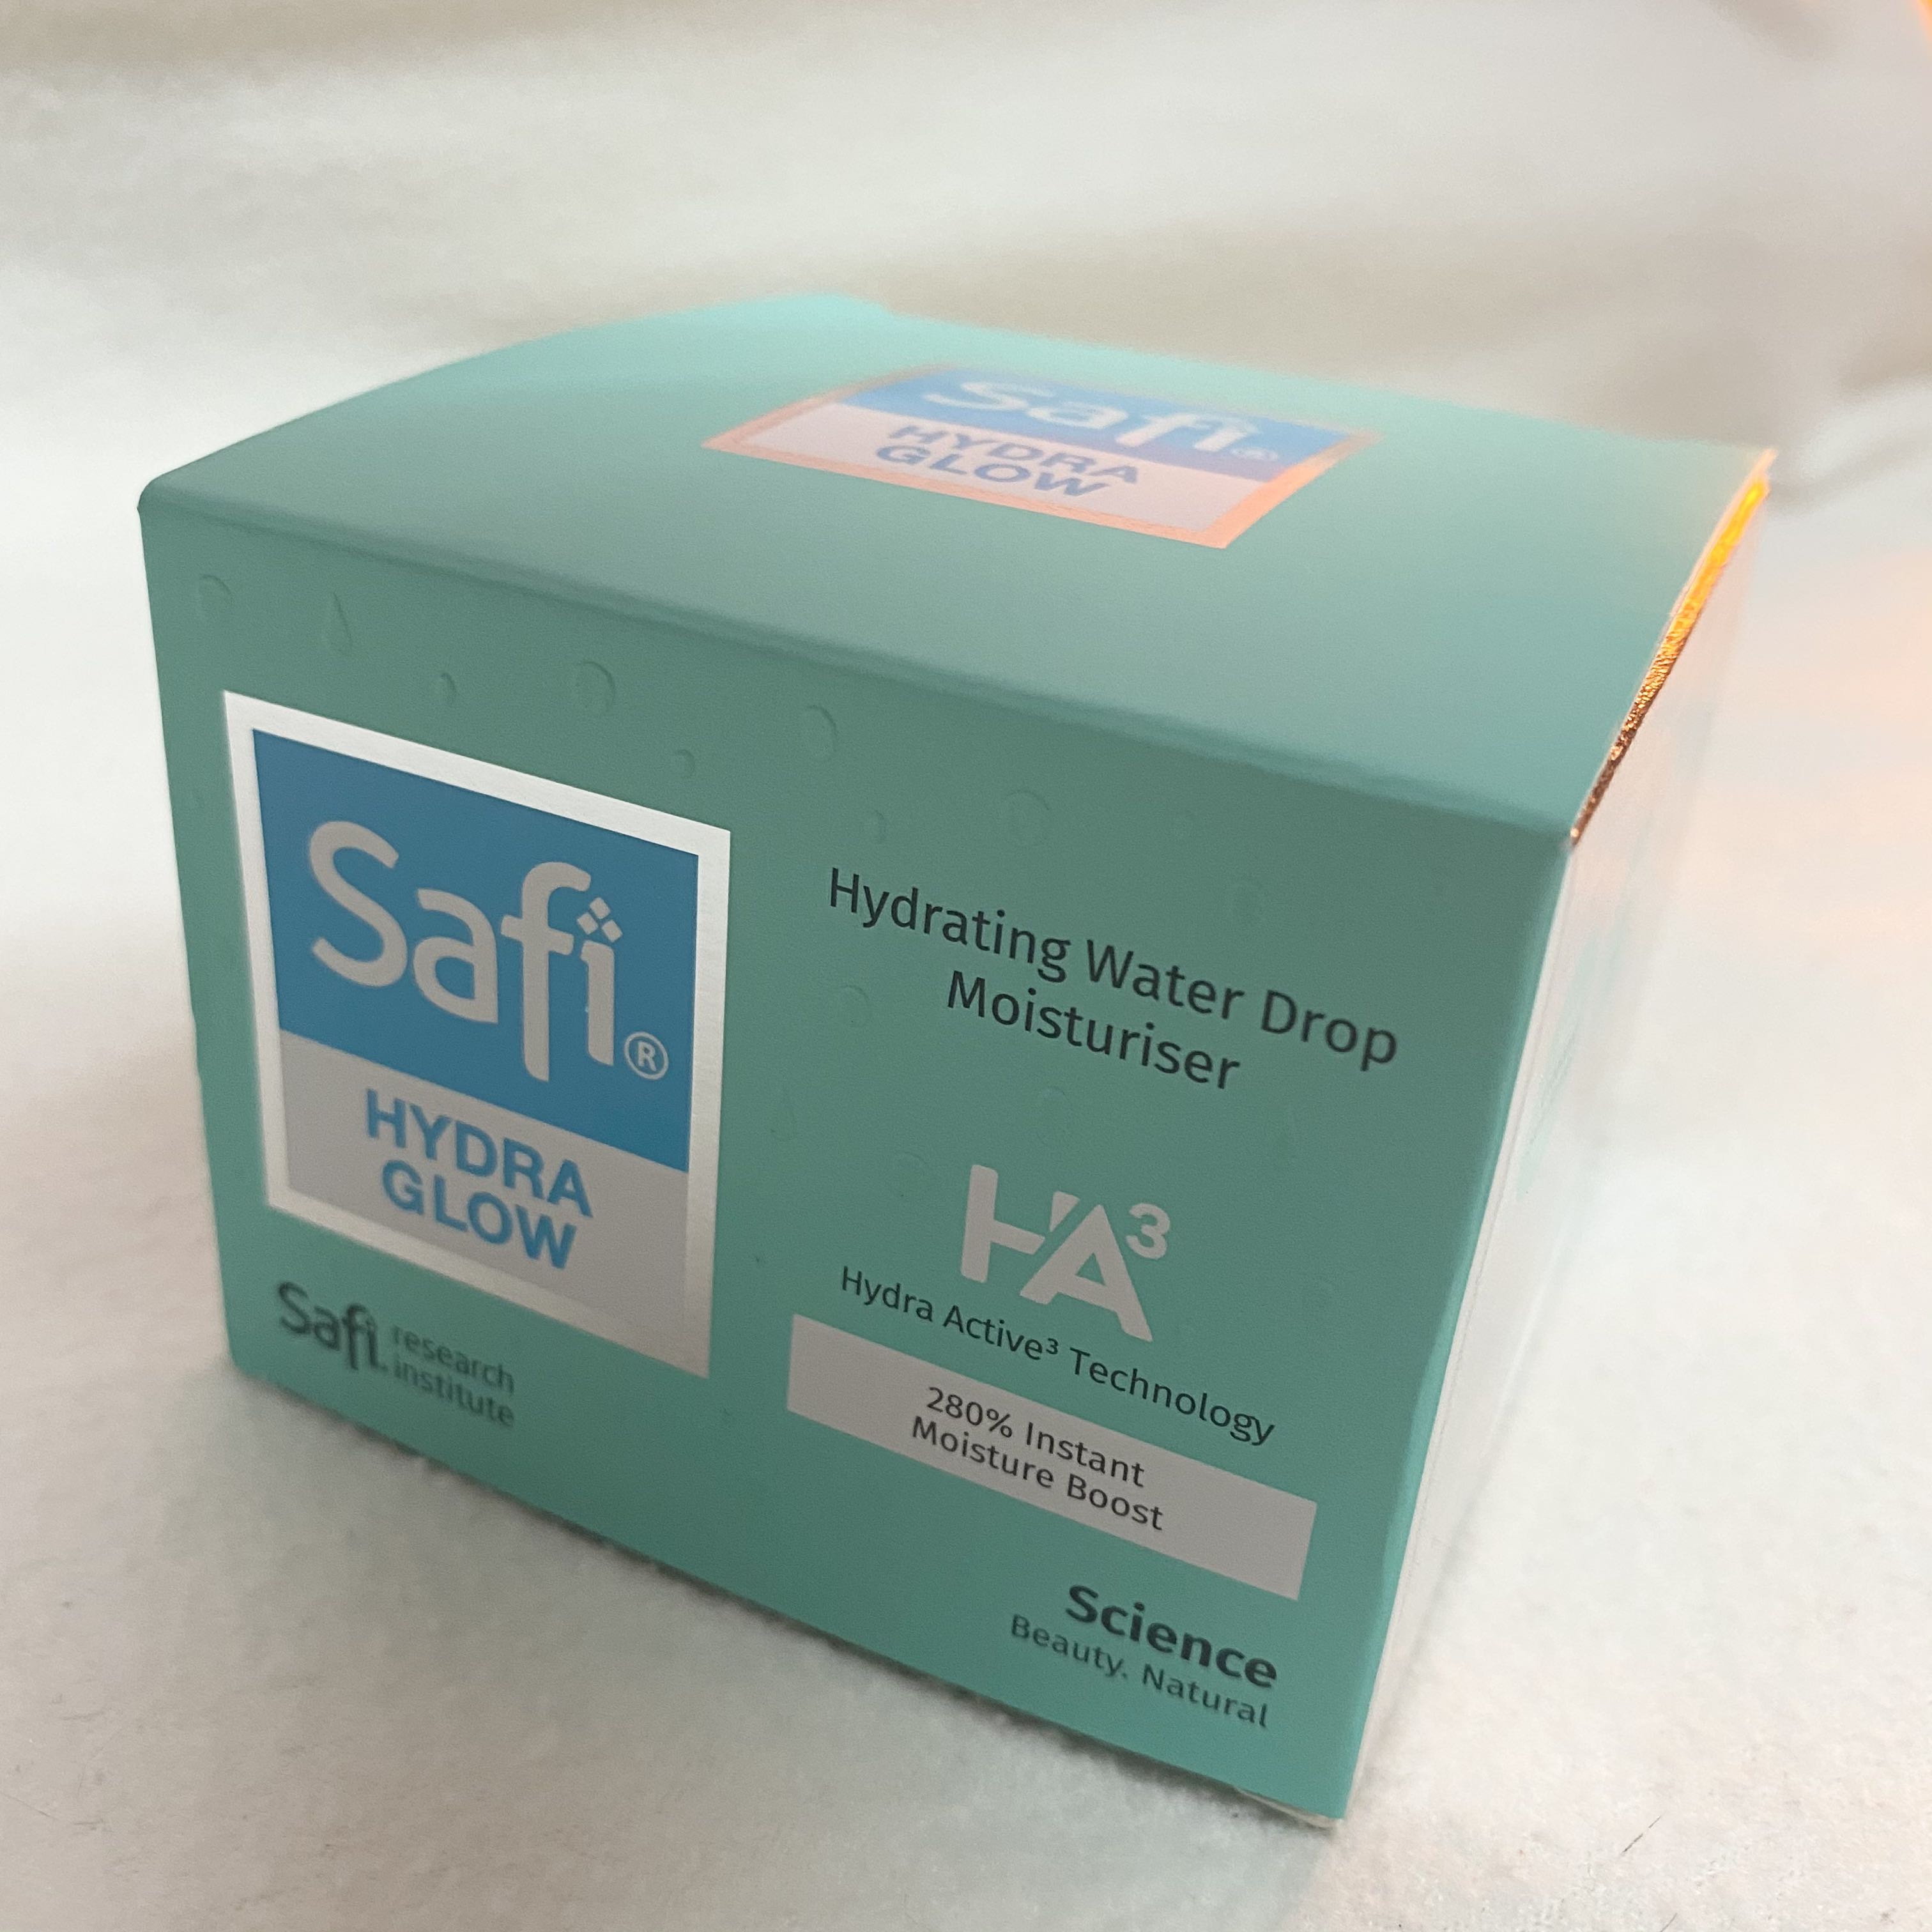 Safi®
HYDRA
GLOW
Safi®
HYDRA
GLOW
Safi research
institute
Hydrating Water Drop
Moisturiser
HA³
Hydra Active³ Technology
280% Instant
Moisture Boost
Science
Beauty. Natural